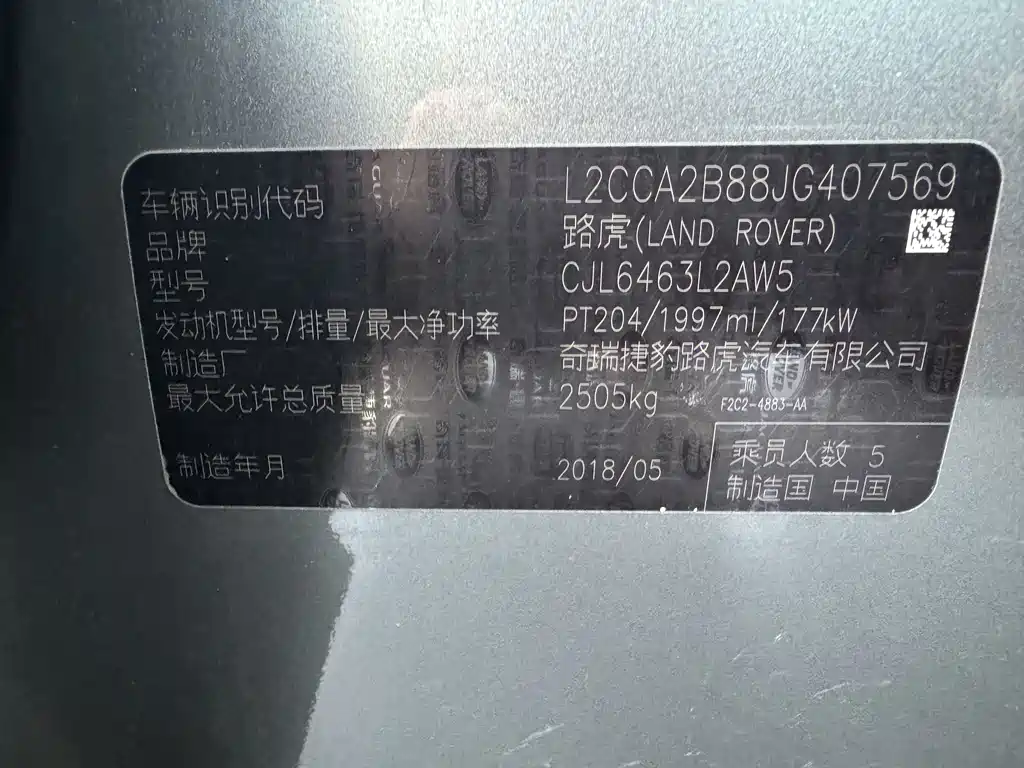 车辆识别代码 L2CCA2B88JG407569
品牌 路虎(LAND ROVER)
型号 CJL6463L2AW5
发动机型号/排量/最大净功率 PT204/1997ml/177kW
制造厂 奇瑞捷豹路虎汽车有限公司
最大允许总质量 2505kg
F2C2-4883-AA
制造年月 2018/05
乘员人数 5
制造国 中国